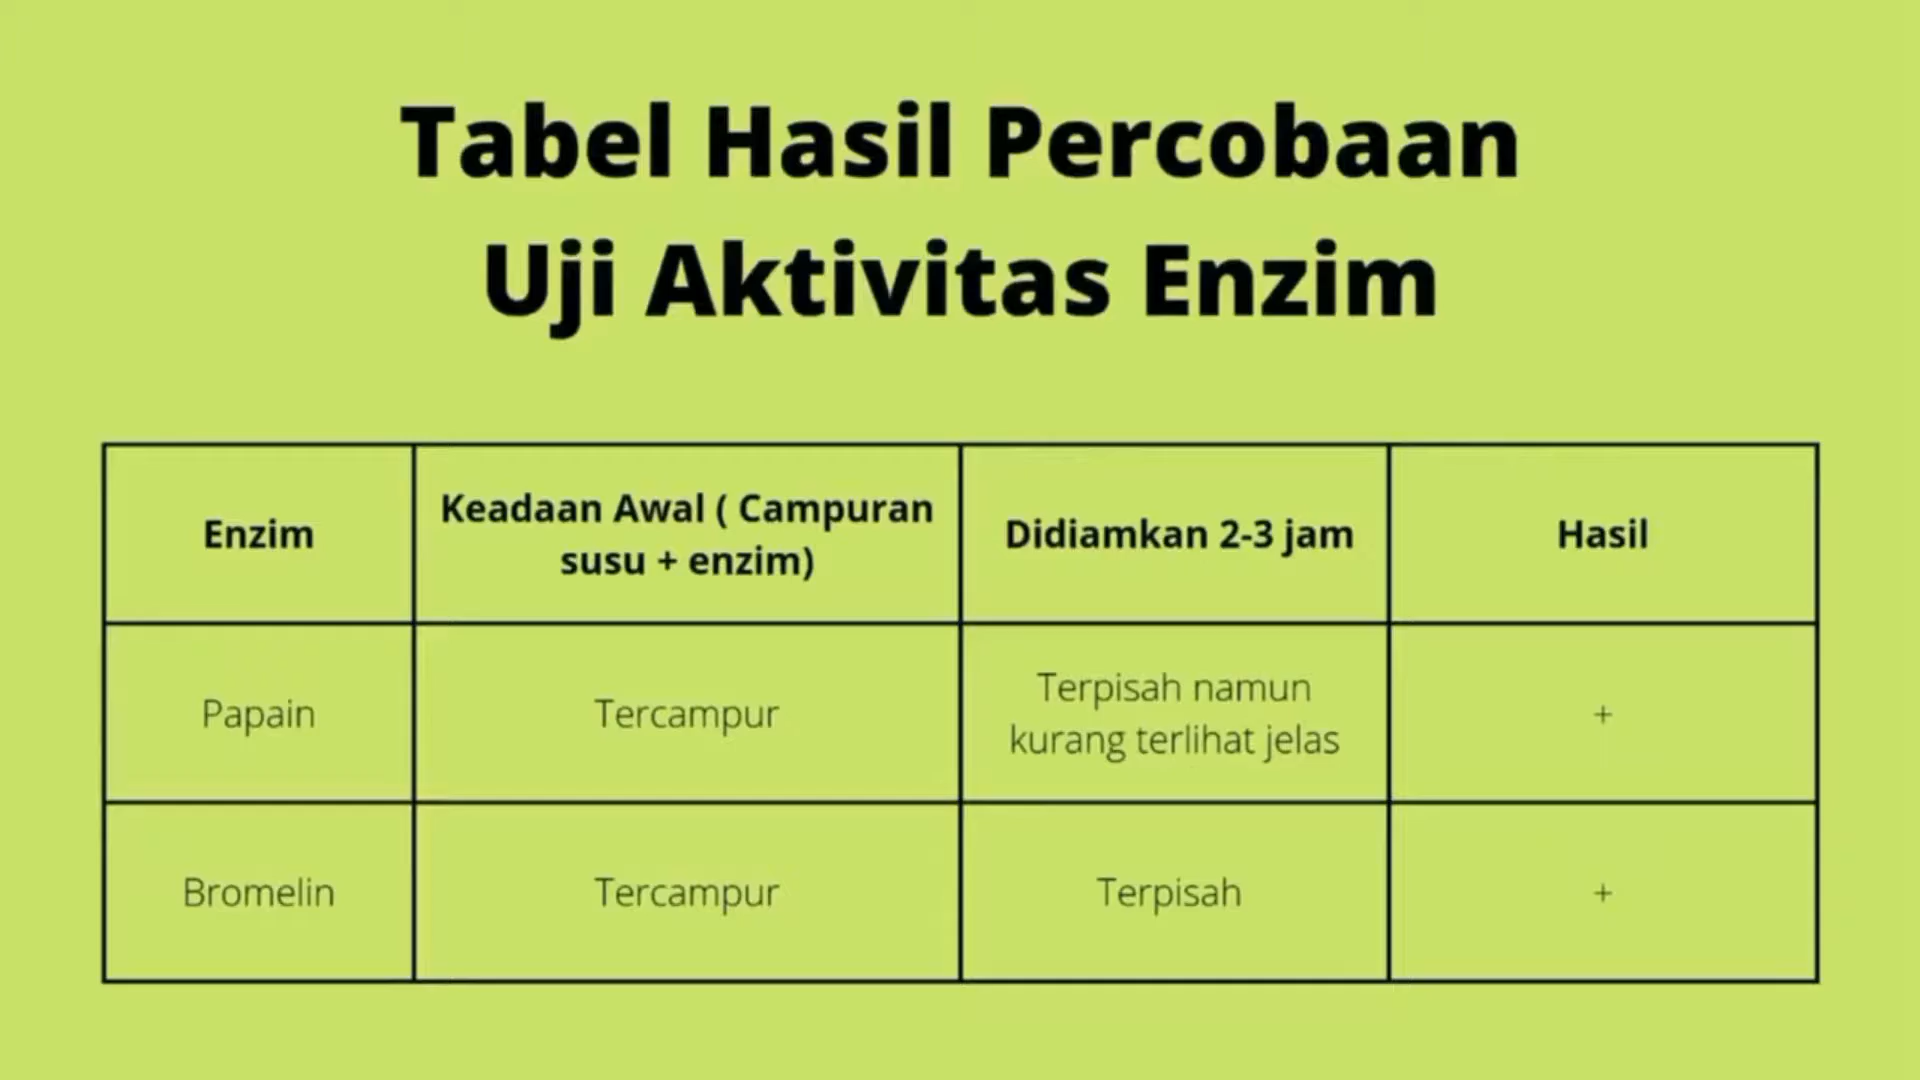 Tabel Hasil Percobaan
Uji Aktivitas Enzim
Enzim
Keadaan Awal ( Campuran
susu + enzim)
Didiamkan 2-3 jam
Hasil
Papain
Tercampur
Terpisah namun
kurang terlihat jelas
+
Bromelin
Tercampur
Terpisah
+